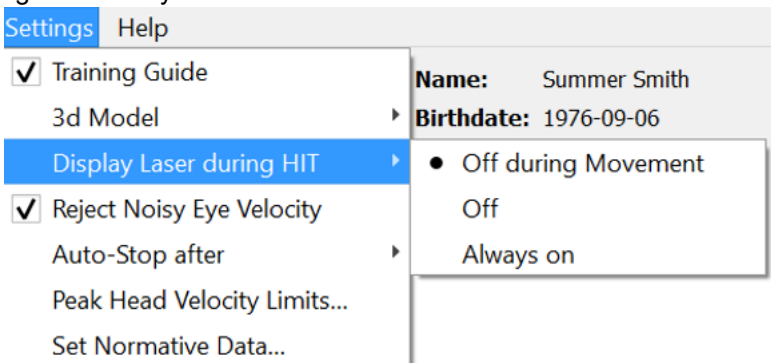 Settings Help
Training Guide
3d Model
Display Laser during HIT
Reject Noisy Eye Velocity
Auto-Stop after
Peak Head Velocity Limits...
Set Normative Data...
Name: Summer Smith
Birthdate: 1976-09-06
Off during Movement
Off
Always on